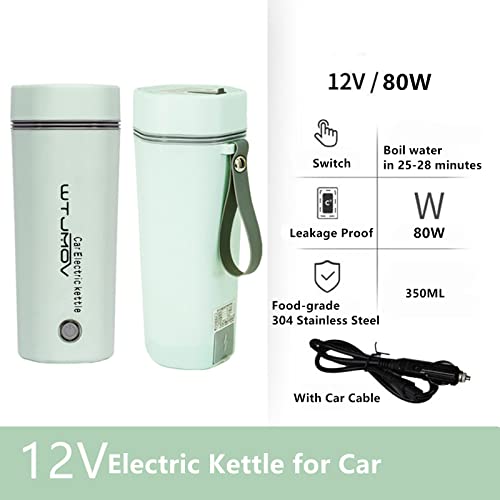 WTJMOV
Car Electric kettle
12V / 80W
Switch
Boil water
in 25-28 minutes
Leakage Proof
W
80W
Food-grade
304 Stainless Steel
350ML
With Car Cable
12V Electric Kettle for Car